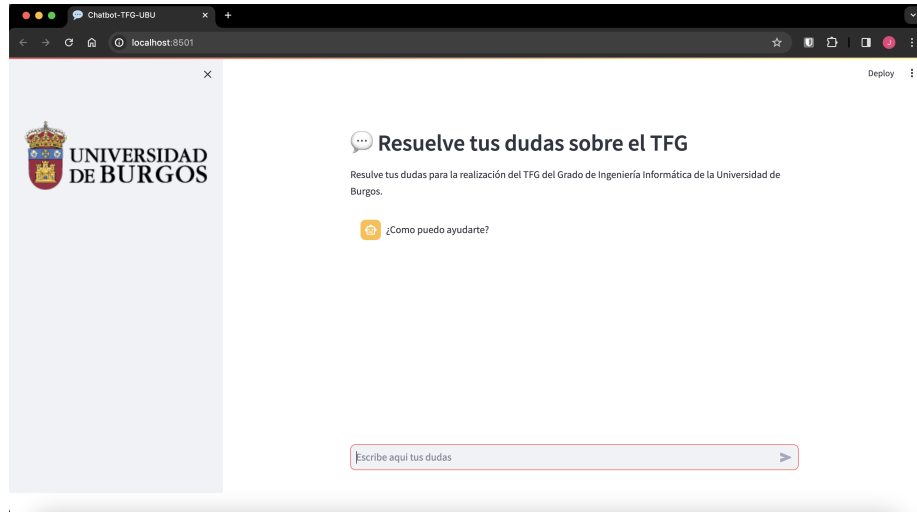 Chatbot-TFG-UBU
localhost:8501
J
Deploy
UNIVERSIDAD
DE BURGOS
Resuelve tus dudas sobre el TFG
Resulve tus dudas para la realización del TFG del Grado de Ingeniería Informática de la Universidad de
Burgos.
¿Como puedo ayudarte?
Escribe aqui tus dudas